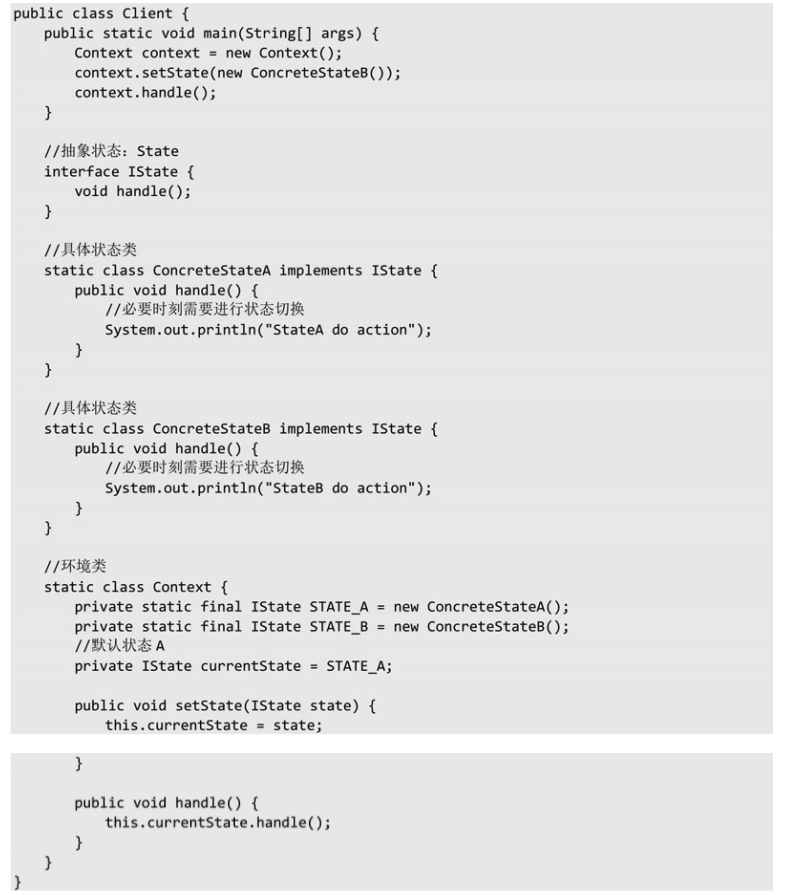 public class Client {
    public static void main(String[] args) {
        Context context = new Context();
        context.setState(new ConcreteStateB());
        context.handle();
    }

    //抽象状态：State
    interface IState {
        void handle();
    }

    //具体状态类
    static class ConcreteStateA implements IState {
        public void handle() {
            //必要时刻需要进行状态切换
            System.out.println("StateA do action");
        }
    }

    //具体状态类
    static class ConcreteStateB implements IState {
        public void handle() {
            //必要时刻需要进行状态切换
            System.out.println("StateB do action");
        }
    }

    //环境类
    static class Context {
        private static final IState STATE_A = new ConcreteStateA();
        private static final IState STATE_B = new ConcreteStateB();
        //默认状态 A
        private IState currentState = STATE_A;

        public void setState(IState state) {
            this.currentState = state;
        }

        public void handle() {
            this.currentState.handle();
        }
    }
}